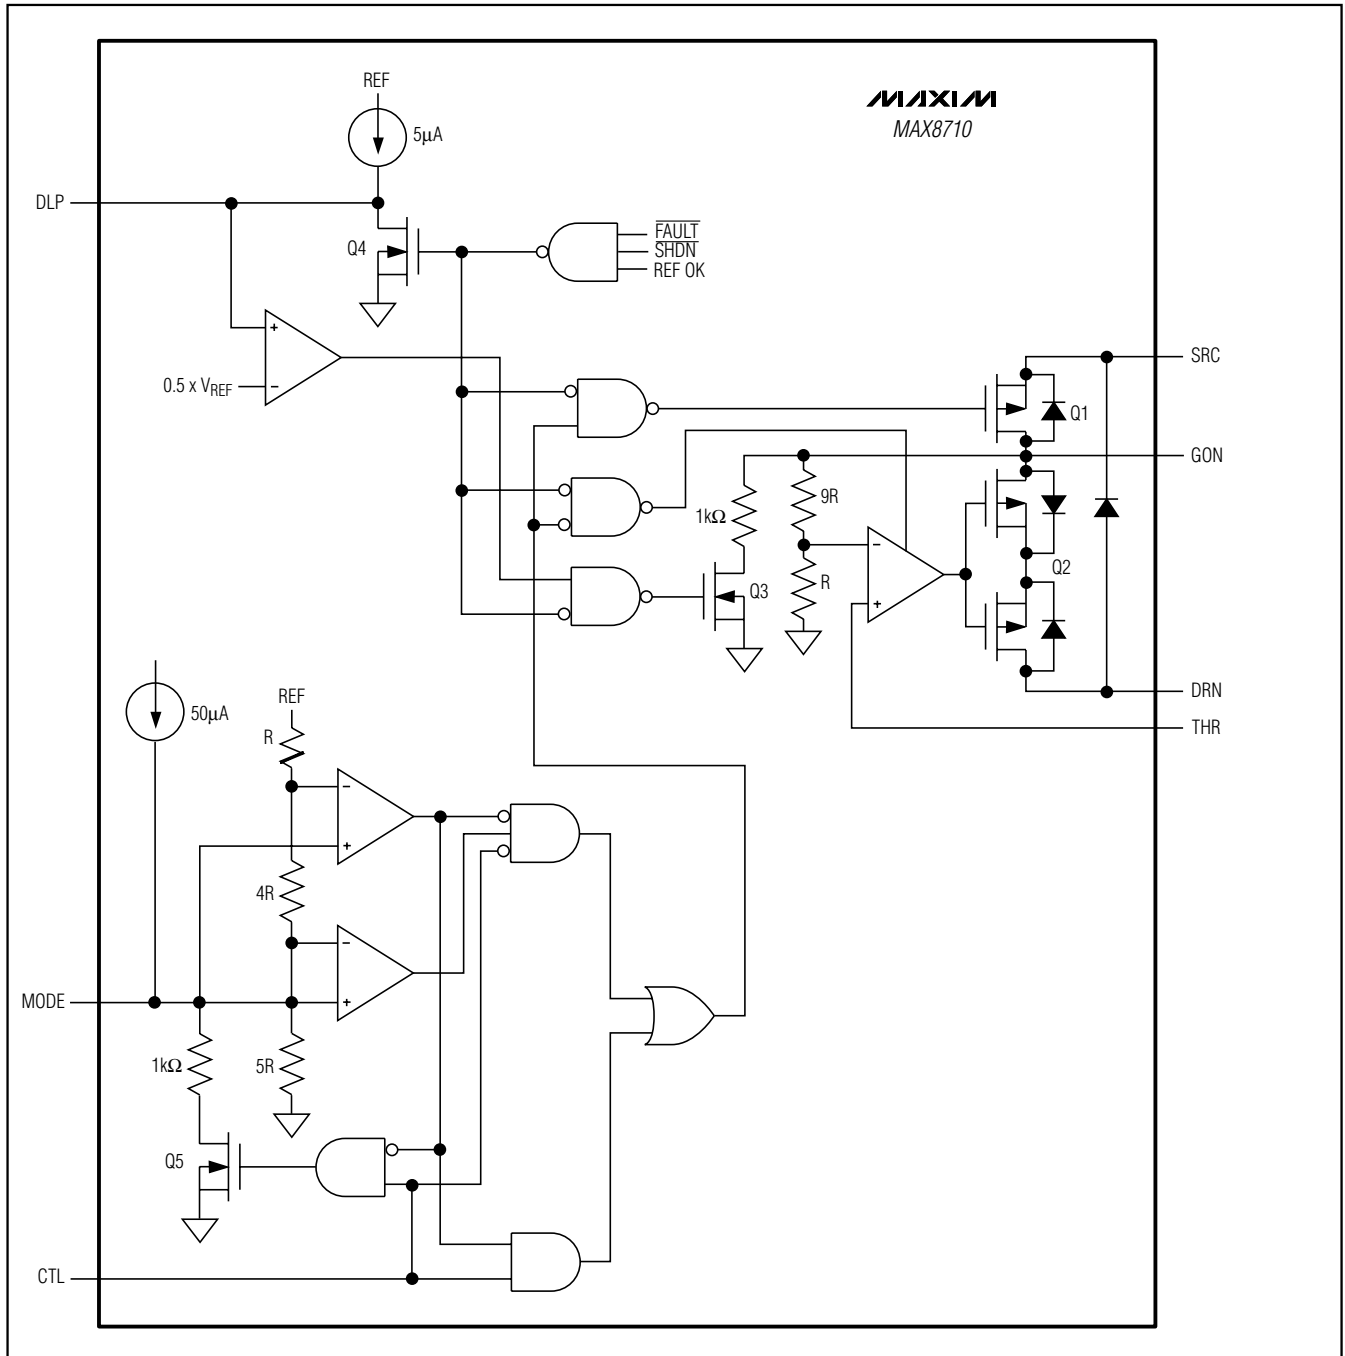 REF
MAXIM
MAX8710
5µA
DLP
FAULT
SHDN
REF OK
Q4
+
−
0.5 x VREF
SRC
Q1
GON
9R
1kΩ
−
+
R
Q3
Q2
DRN
THR
50µA
REF
R
−
+
4R
−
+
MODE
1kΩ
5R
Q5
CTL